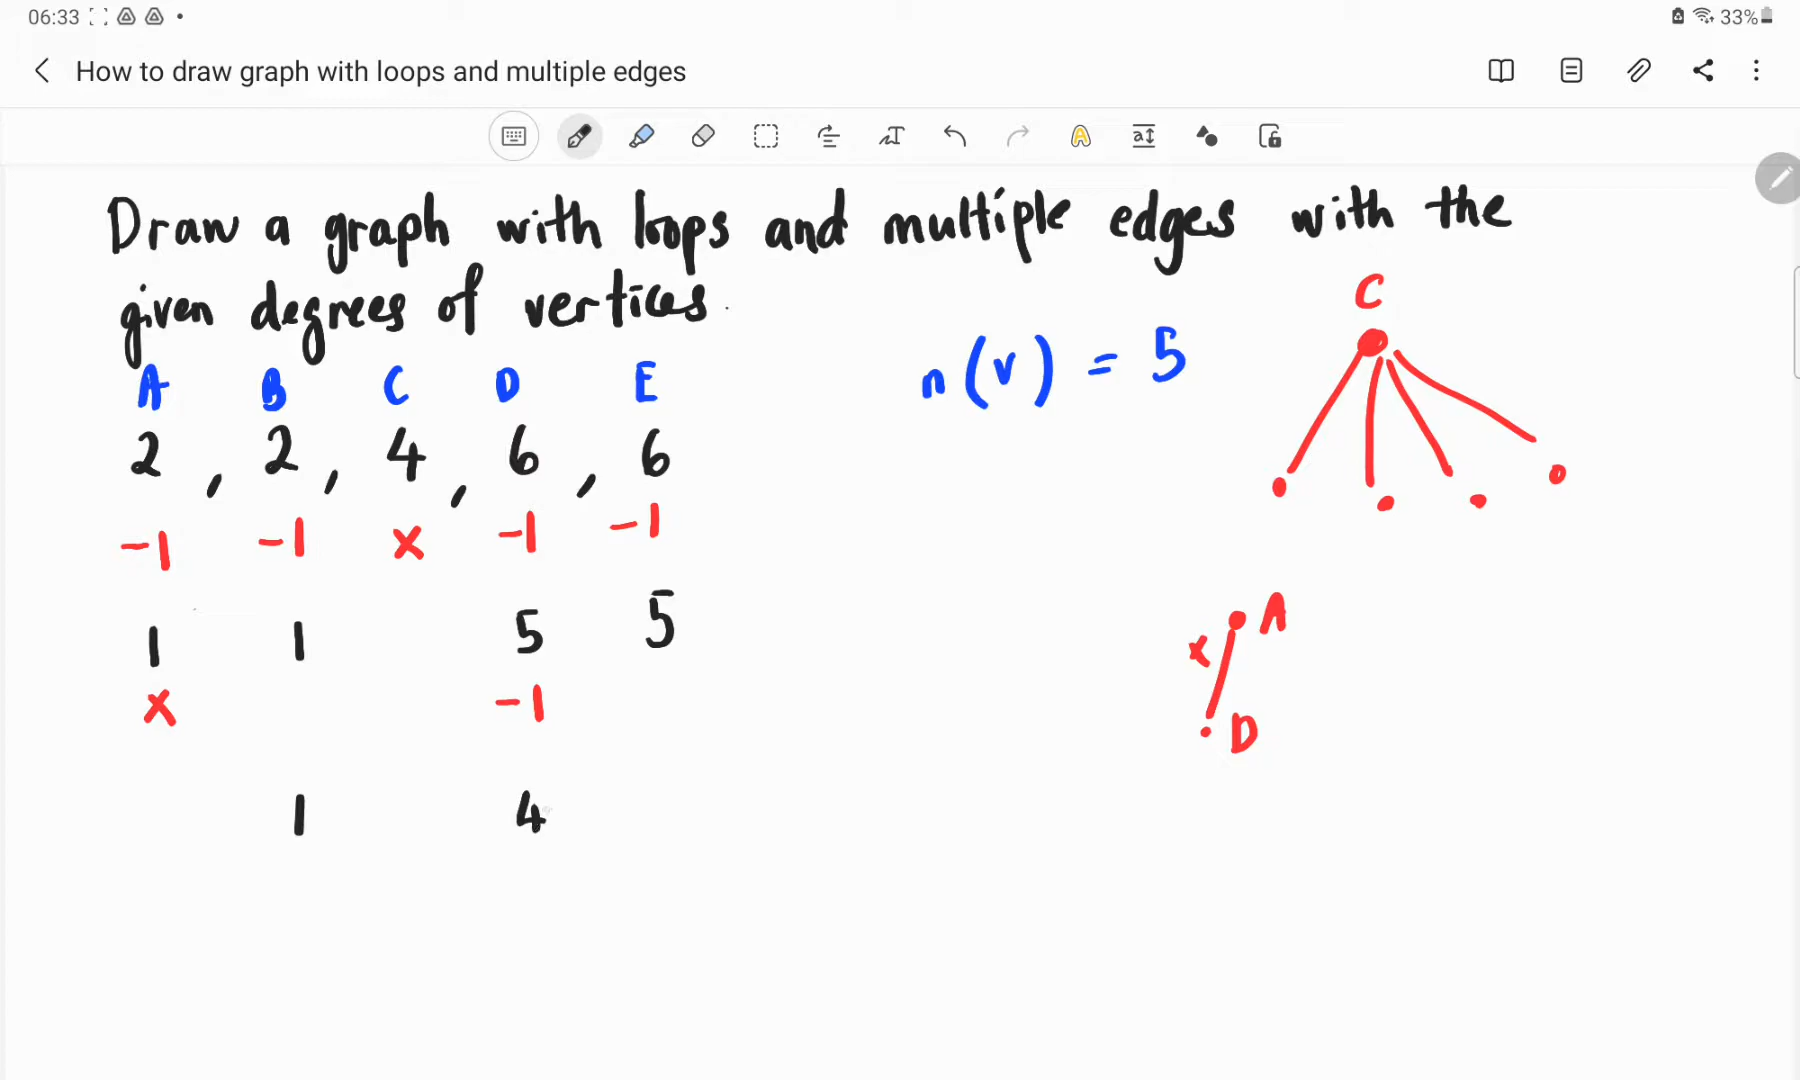 06:33
33%
How to draw graph with loops and multiple edges
Draw a graph with loops and multiple edges with the
given degrees of vertices.
A B C D E
n(v) = 5
C
2, 2, 4, 6, 6
-1 -1 x -1 -1
1 1 5 5
A
x
x -1
D
1 4